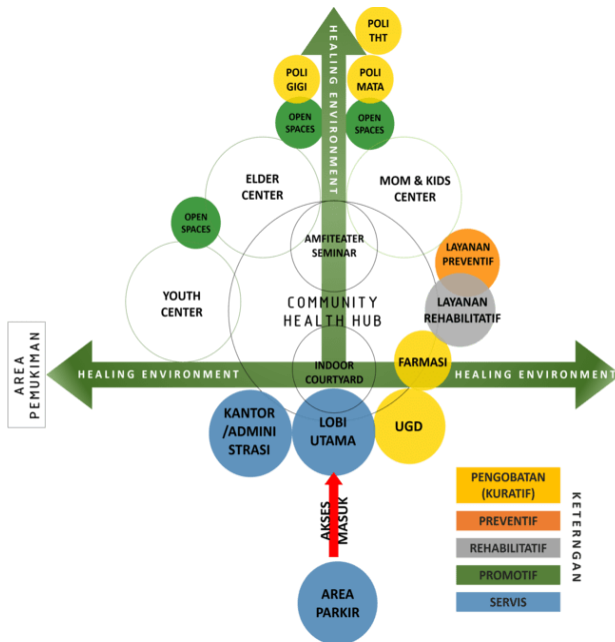 POLI
THT
HEALING ENVIRONMENT
POLI
GIGI
POLI
MATA
OPEN
SPACES
OPEN
SPACES
ELDER
CENTER
MOM & KIDS
CENTER
OPEN
SPACES
AMFITEATER
SEMINAR
LAYANAN
PREVENTIF
YOUTH
CENTER
COMMUNITY
HEALTH HUB
LAYANAN
REHABILITATIF
AREA
PEMUKIMAN
HEALING ENVIRONMENT
INDOOR
COURTYARD
FARMASI
HEALING ENVIRONMENT
KANTOR
/ADMINI
STRASI
LOBI
UTAMA
UGD
AKSES
MASUK
AREA
PARKIR
PENGOBATAN
(KURATIF)
PREVENTIF
REHABILITATIF
PROMOTIF
SERVIS
KETERNGAN